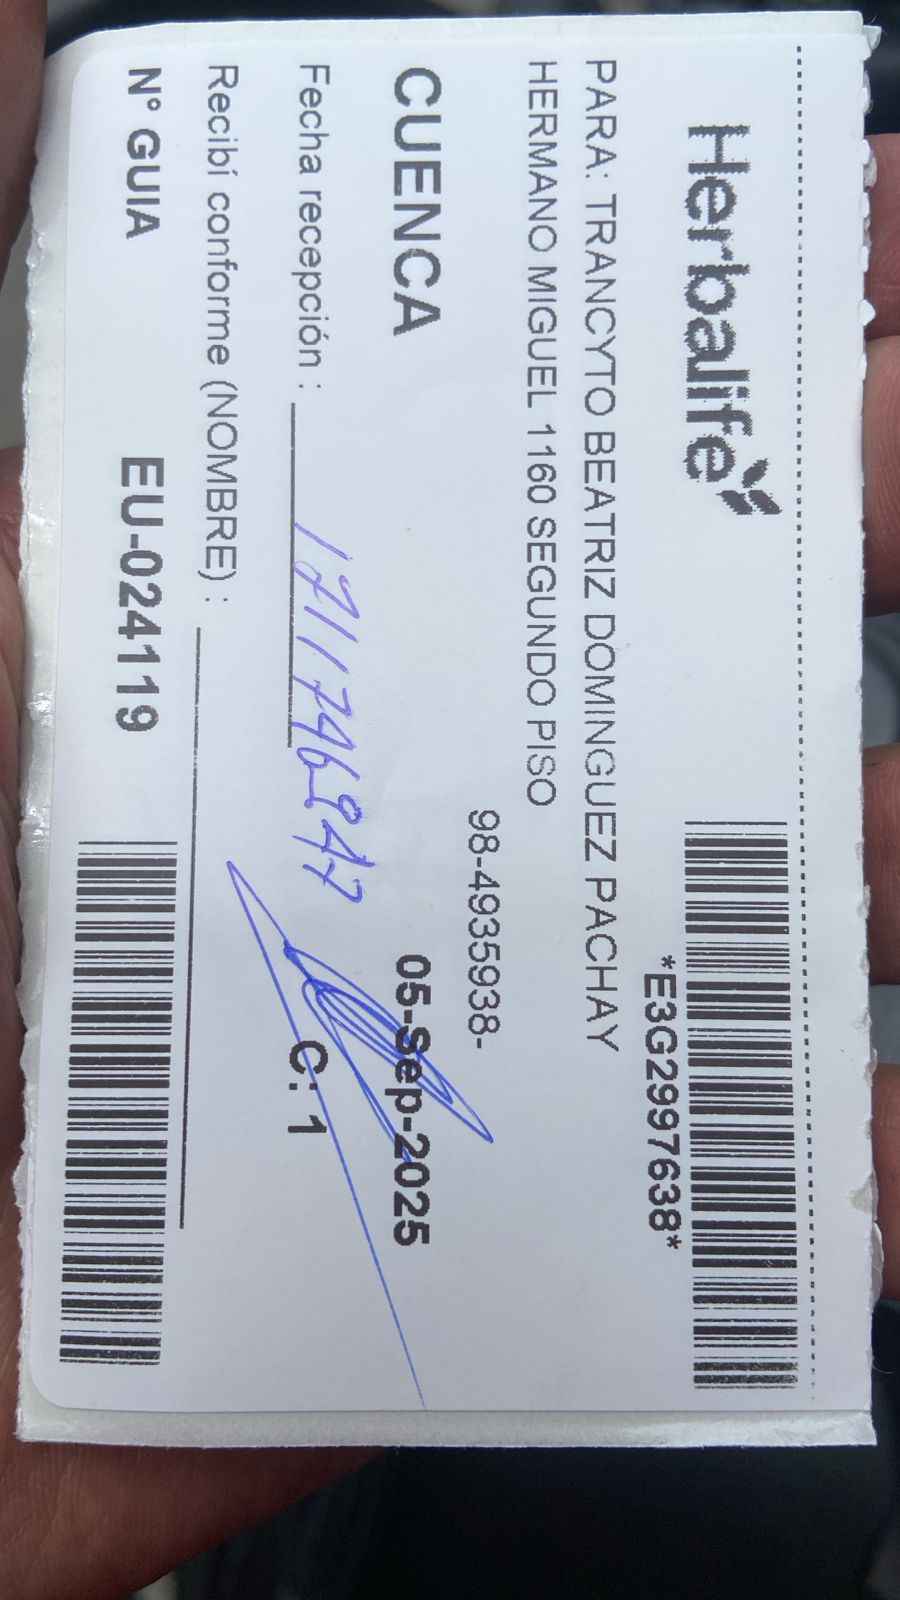 Herbalife
*E3G2997638*
PARA: TRANCYTO BEATRIZ DOMINGUEZ PACHAY
HERMANO MIGUEL 1160 SEGUNDO PISO
98-4935938-
CUENCA 05-Sep-2025
Fecha recepción : C: 1
Recibí conforme (NOMBRE) :
N° GUIA EU-024119